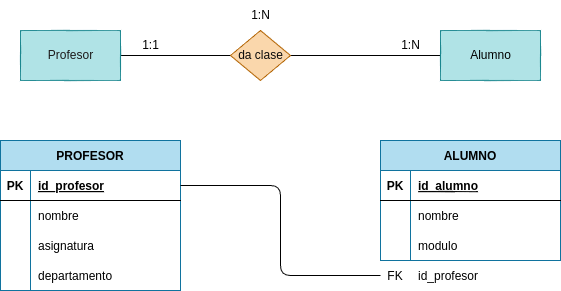 1:N
Profesor
1:1
da clase
1:N
Alumno
PROFESOR
PK id_profesor
nombre
asignatura
departamento
ALUMNO
PK id_alumno
nombre
modulo
FK id_profesor